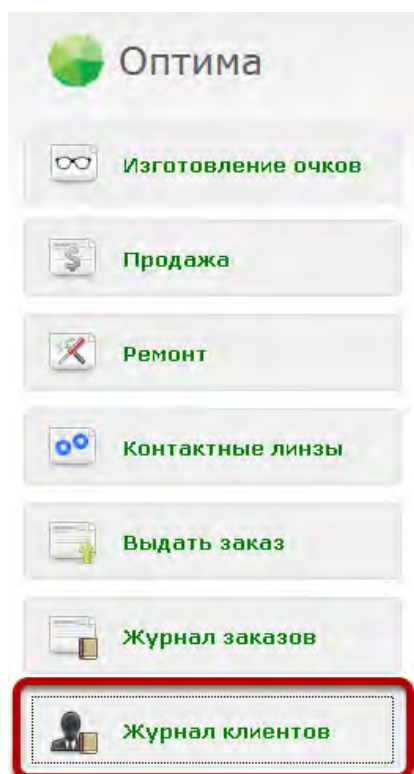 Оптима
Изготовление очков
Продажа
Ремонт
Контактные линзы
Выдать заказ
Журнал заказов
Журнал клиентов